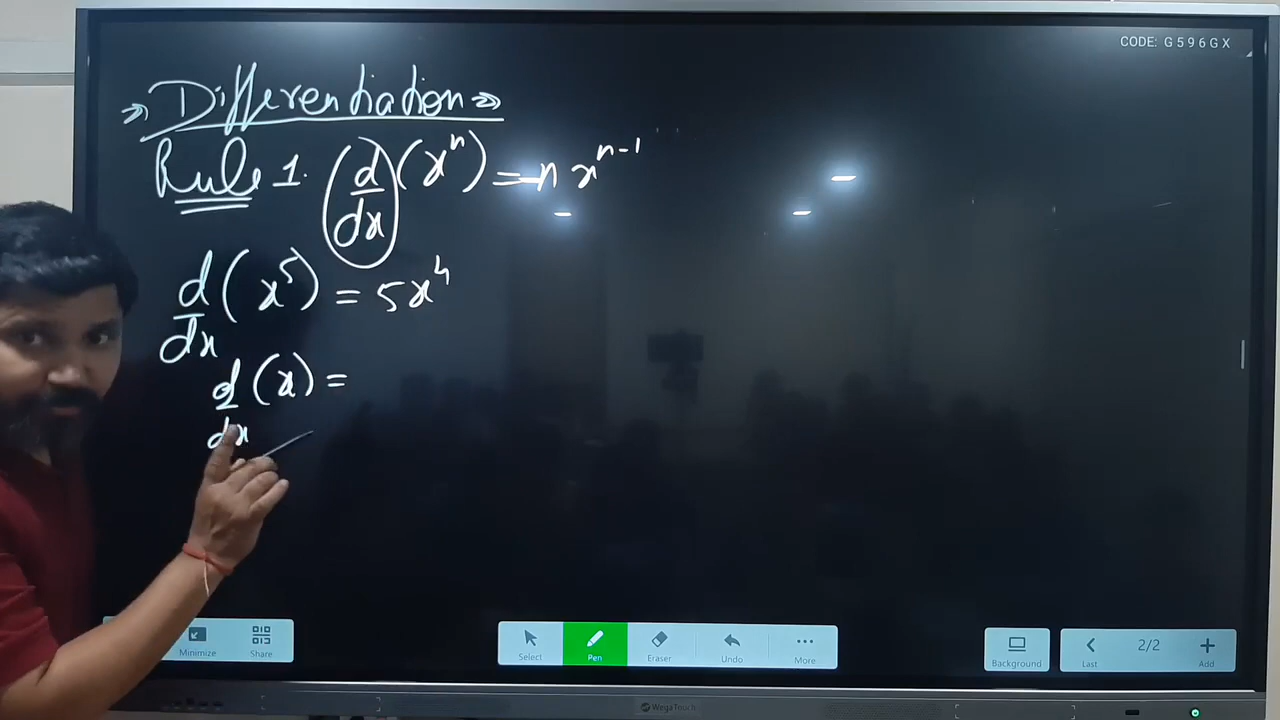 CODE: G596GX
Differentiation
Rule 1. d/dx (x^n) = n x^{n-1}
d/dx (x^5) = 5x^4
d/dx (x) =
Minimize Share Select Pen Eraser Undo More Background Last 2/2 Add
WegaTouch